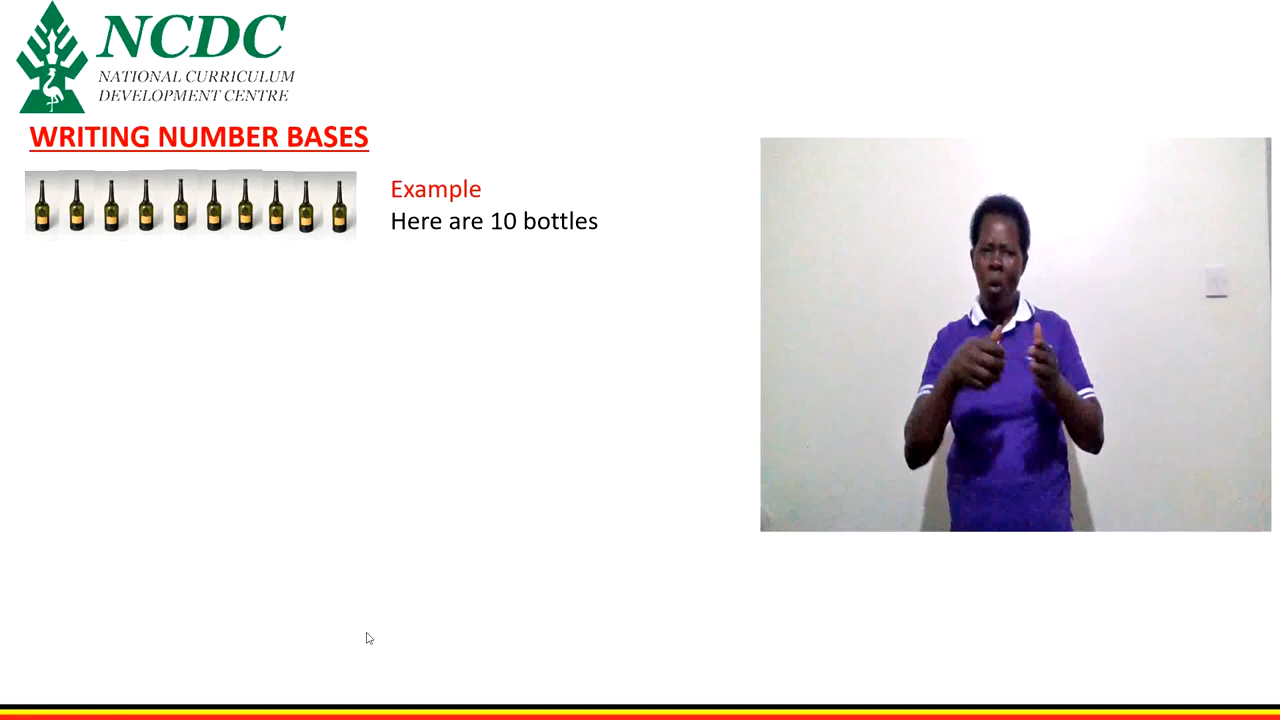 NCDC
NATIONAL CURRICULUM
DEVELOPMENT CENTRE
WRITING NUMBER BASES
Example
Here are 10 bottles